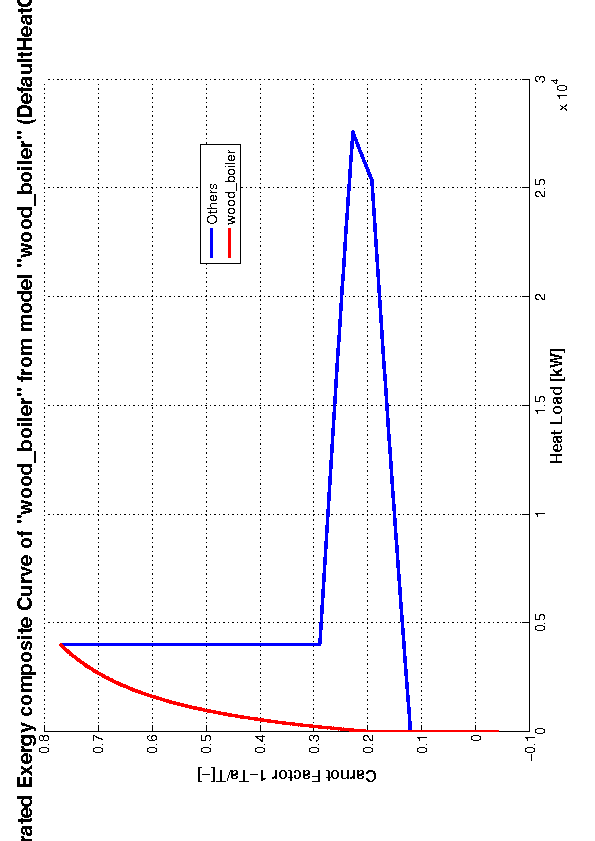 rated Exergy composite Curve of "wood_boiler" from model "wood_boiler" (DefaultHeatC
Others
wood_boiler
0.8
0.7
0.6
0.5
0.4
0.3
0.2
0.1
0
−0.1
Carnot Factor 1−Ta/T[−]
0
0.5
1
1.5
2
2.5
3
x 10^4
Heat Load [kW]